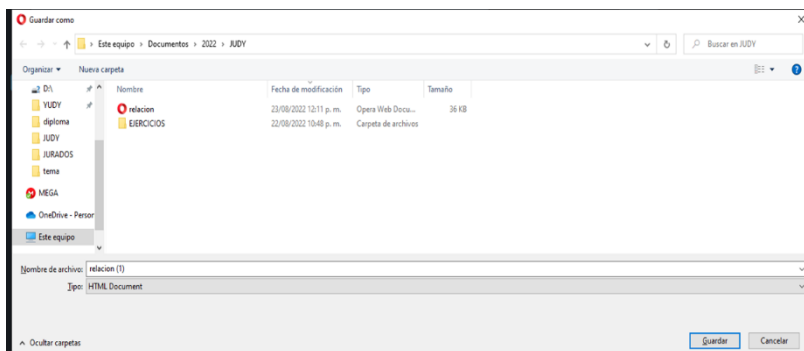 Guardar como
Este equipo > Documentos > 2022 > JUDY
Buscar en JUDY
Organizar
Nueva carpeta
D:\
YUDY
diploma
JUDY
JURADOS
tema
MEGA
OneDrive - Person
Este equipo
Nombre Fecha de modificación Tipo Tamaño
relacion 23/08/2022 12:11 p. m. Opera Web Docu... 36 KB
EJERCICIOS 22/08/2022 10:48 p. m. Carpeta de archivos
Nombre de archivo: relacion (1)
Tipo: HTML Document
Ocultar carpetas
Guardar
Cancelar